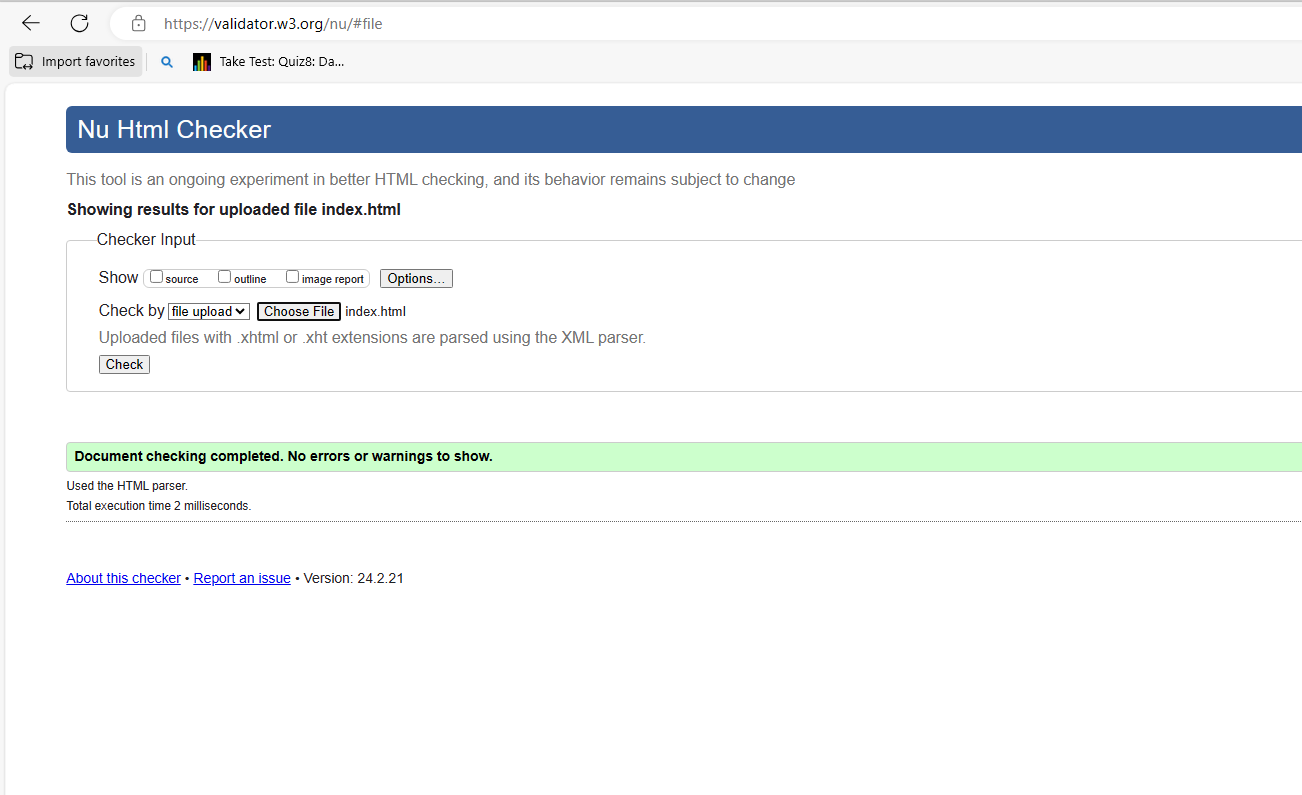 https://validator.w3.org/nu/#file
Import favorites Take Test: Quiz8: Da...
Nu Html Checker
This tool is an ongoing experiment in better HTML checking, and its behavior remains subject to change
Showing results for uploaded file index.html
Checker Input
Show source outline image report Options...
Check by file upload Choose File index.html
Uploaded files with .xhtml or .xht extensions are parsed using the XML parser.
Check
Document checking completed. No errors or warnings to show.
Used the HTML parser.
Total execution time 2 milliseconds.
About this checker • Report an issue • Version: 24.2.21